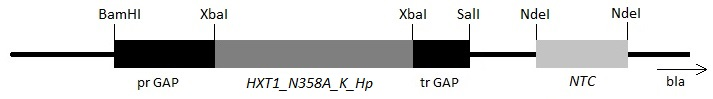 BamHI XbaI XbaI SalI NdeI NdeI
pr GAP HXT1_N358A_K_Hp tr GAP NTC bla